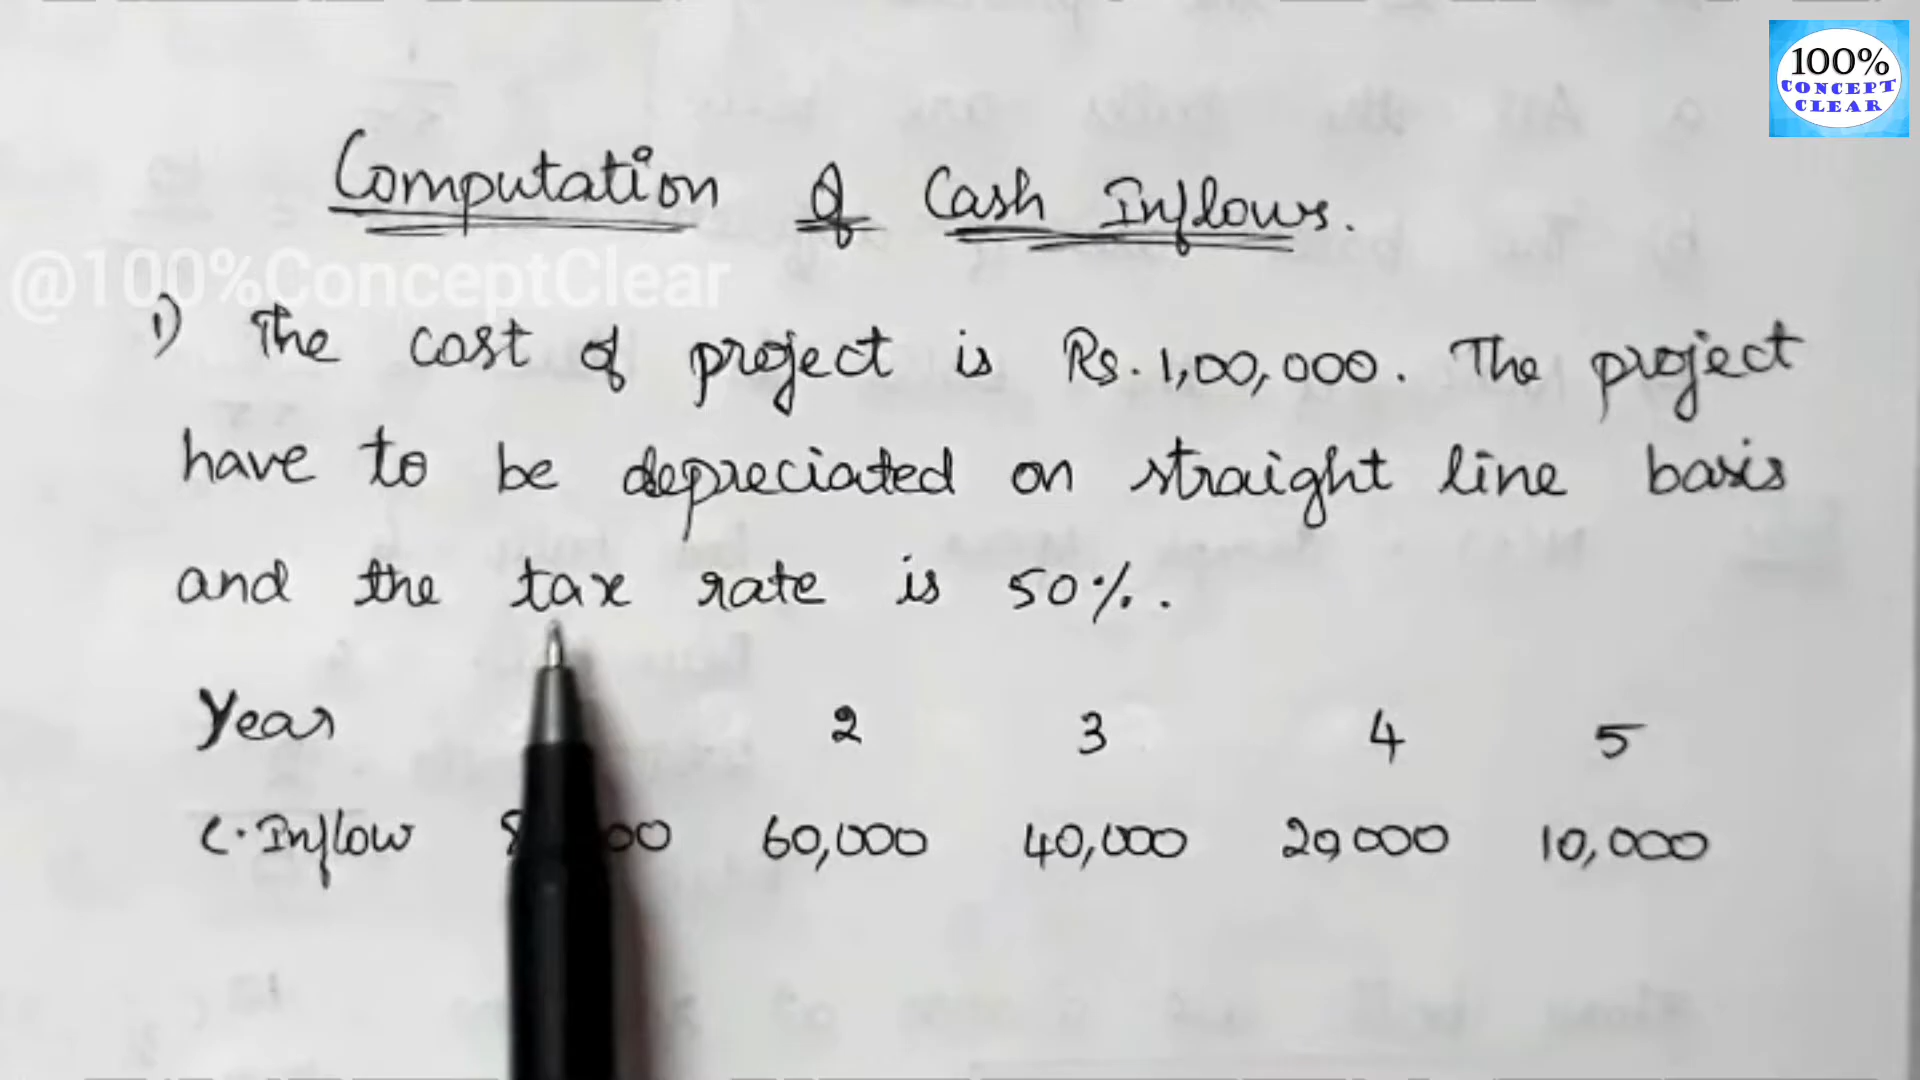 100%
CONCEPT
CLEAR
Computation of Cash Inflows.
@100%ConceptClear
1) The cost of project is Rs. 1,00,000. The project
have to be depreciated on straight line basis
and the tax rate is 50%.
Year 2 3 4 5
C.Inflow 60,000 40,000 20,000 10,000